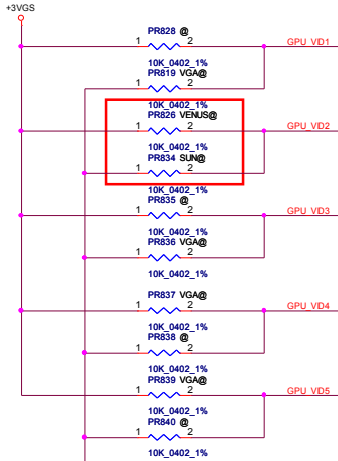 +3VGS
PR828 @
1 2 GPU_VID1
10K_0402_1%
PR819 VGA@
1 2
10K_0402_1%
PR826 VENUS@
1 2 GPU_VID2
10K_0402_1%
PR834 SUN@
1 2
10K_0402_1%
PR835 @
1 2 GPU_VID3
10K_0402_1%
PR836 VGA@
1 2
10K_0402_1%
PR837 VGA@
1 2 GPU_VID4
10K_0402_1%
PR838 @
1 2
10K_0402_1%
PR839 VGA@
1 2 GPU_VID5
10K_0402_1%
PR840 @
1 2
10K_0402_1%